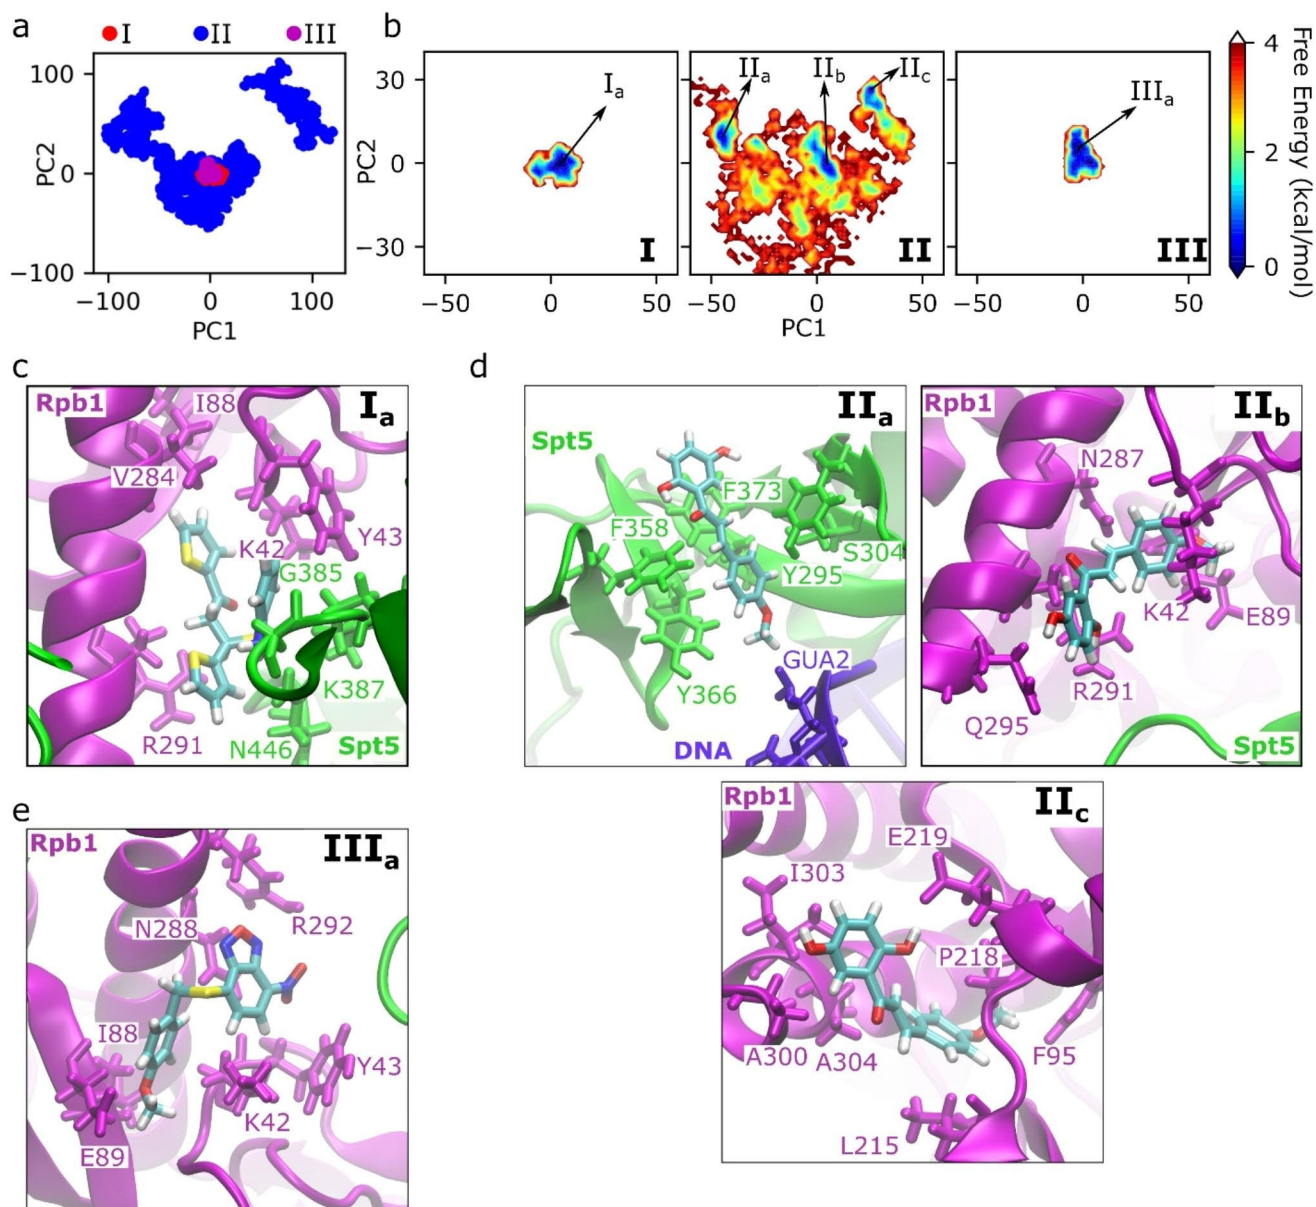 a
I II III
100
0
−100
PC2
−100 0 100
PC1
b
30
0
−30
PC2
Iₐ
I
−50 0 50
IIₐ
II_b
II_c
II
−50 0 50
PC1
IIIₐ
III
−50 0 50
4
2
0
Free Energy (kcal/mol)
c
Rpb1
I88
Iₐ
V284
K42
Y43
G385
K387
R291
N446
Spt5
d
IIₐ
Spt5
F373
F358
S304
Y295
GUA2
Y366
DNA
Rpb1
II_b
N287
K42
E89
R291
Q295
Spt5
e
Rpb1
IIIₐ
R292
N288
I88
Y43
K42
E89
Rpb1
II_c
E219
I303
P218
A300
A304
F95
L215